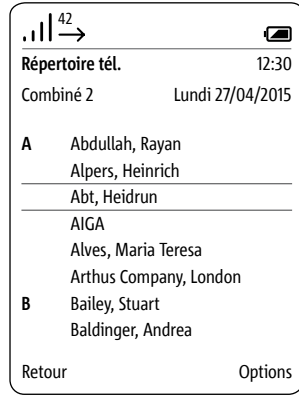 42
Répertoire tél. 12:30
Combiné 2 Lundi 27/04/2015
A Abdullah, Rayan
Alpers, Heinrich
Abt, Heidrun
AIGA
Alves, Maria Teresa
Arthus Company, London
B Bailey, Stuart
Baldinger, Andrea
Retour Options